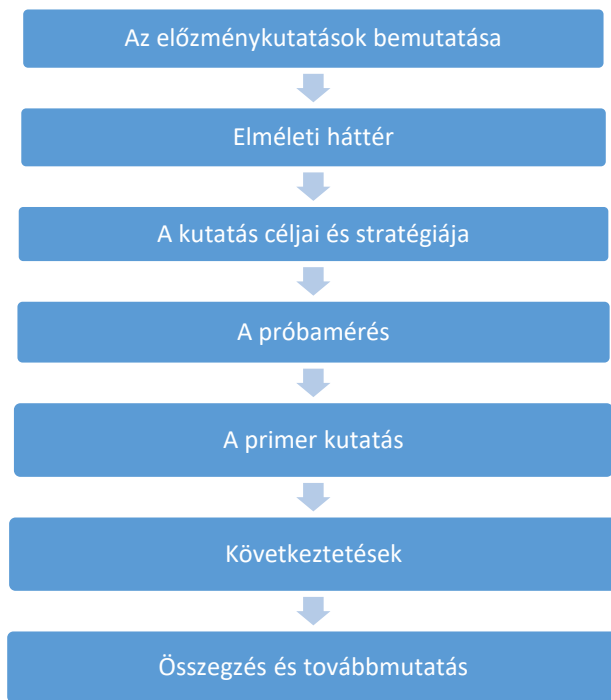 Az előzménykutatások bemutatása
Elméleti háttér
A kutatás céljai és stratégiája
A próbamérés
A primer kutatás
Következtetések
Összegzés és továbbmutatás